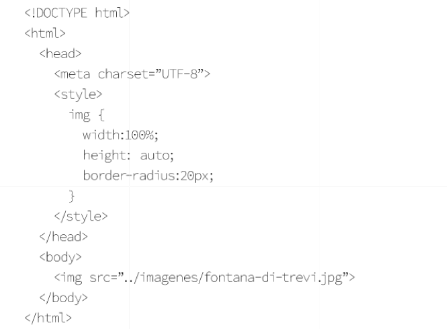 <!DOCTYPE html>
<html>
<head>
<meta charset=”UTF-8”>
<style>
img {
width:100%;
height: auto;
border-radius:20px;
}
</style>
</head>
<body>
<img src=”../imagenes/fontana-di-trevi.jpg”>
</body>
</html>